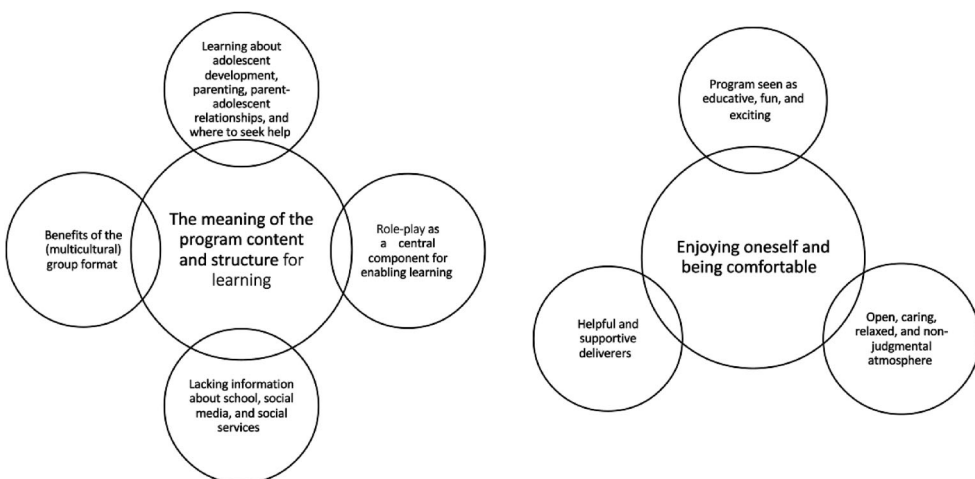 Learning about
adolescent
development,
parenting, parent-
adolescent
relationships, and
where to seek help
Benefits of the
(multicultural)
group format
The meaning of the
program content
and structure for
learning
Role-play as
a central
component for
enabling learning
Lacking information
about school, social
media, and social
services
Program seen as
educative, fun, and
exciting
Enjoying oneself and
being comfortable
Helpful and
supportive
deliverers
Open, caring,
relaxed, and non-
judgmental
atmosphere